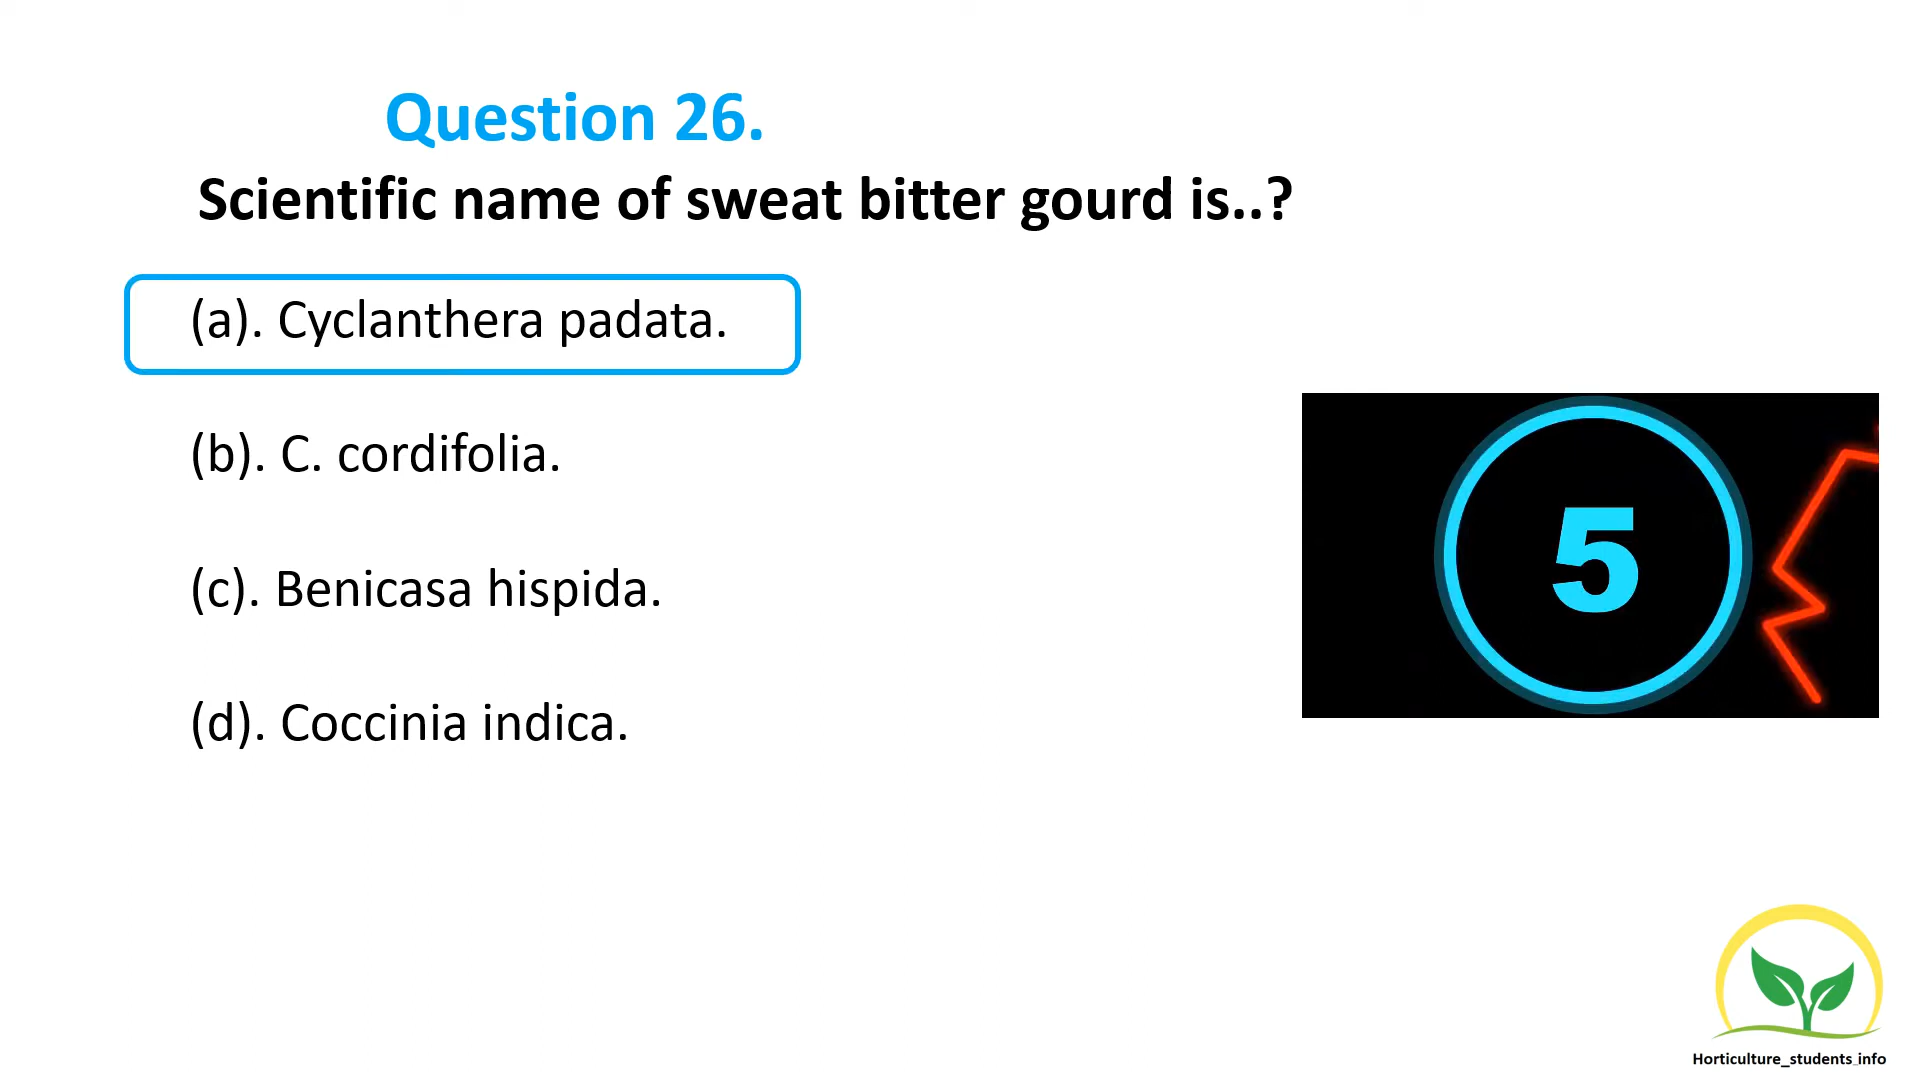 Question 26.
Scientific name of sweat bitter gourd is..?
(a). Cyclanthera padata.
(b). C. cordifolia.
(c). Benicasa hispida.
(d). Coccinia indica.
5
Horticulture_students_info